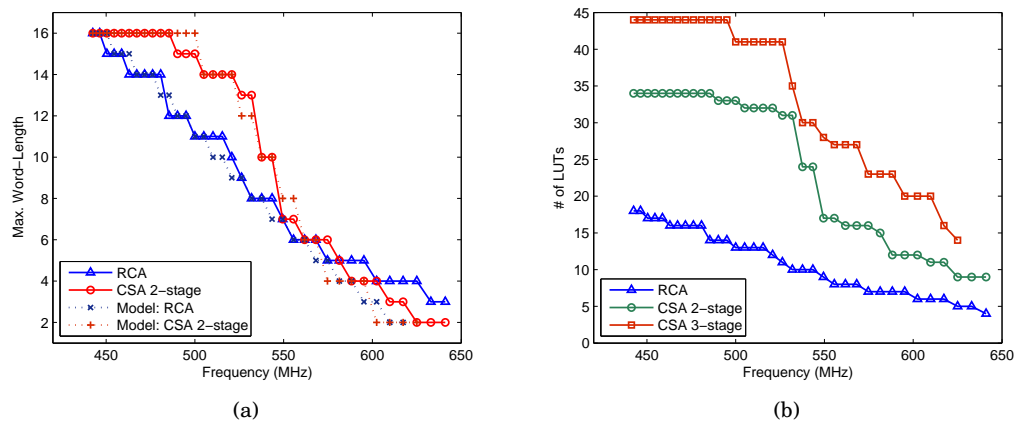 16
14
12
10
8
6
4
2
Max. Word−Length
RCA
CSA 2−stage
Model: RCA
Model: CSA 2−stage
450
500
550
600
650
Frequency (MHz)
(a)
45
40
35
30
25
20
15
10
5
0
# of LUTs
RCA
CSA 2−stage
CSA 3−stage
450
500
550
600
650
Frequency (MHz)
(b)